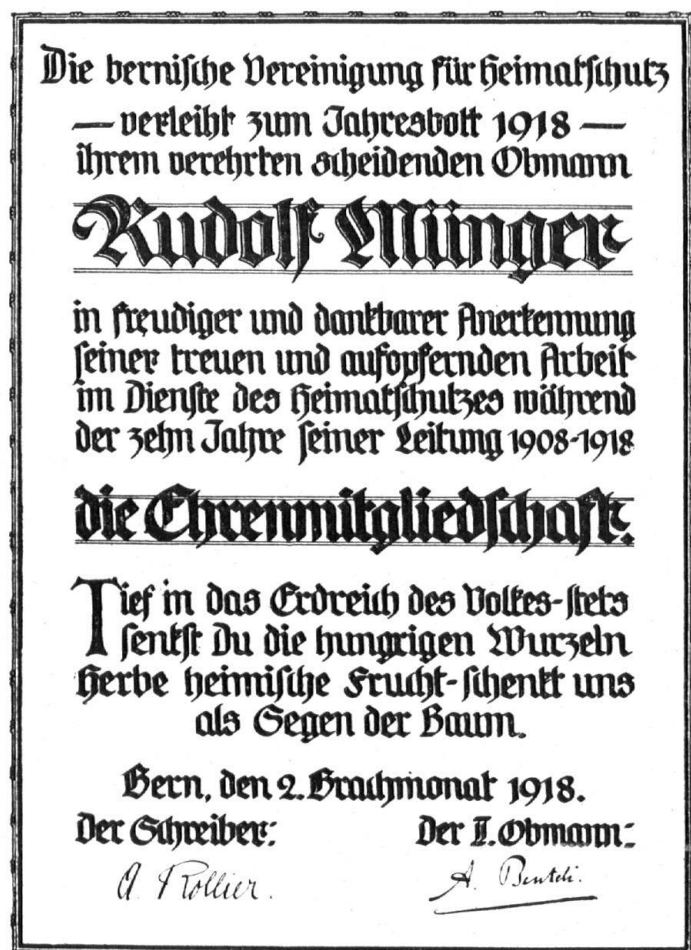 Die bernische Vereinigung für Heimatschutz
— verleiht zum Jahresbott 1918 —
ihrem verehrten scheidenden Obmann
Rudolf Münger
in freudiger und dankbarer Anerkennung
seiner treuen und aufopfernden Arbeit
im Dienste des Heimatschutzes während
der zehn Jahre seiner Leitung 1908-1918
die Ehrenmitgliedschaft.
Tief in das Erdreich des Volkes-stets
senkst Du die hungrigen Wurzeln
Herbe heimische Frucht-schenkt uns
als Segen der Baum.
Bern, den 2. Brachmonat 1918.
Der Schreiber: Der II. Obmann:
A. Rollier. A. Benteli.